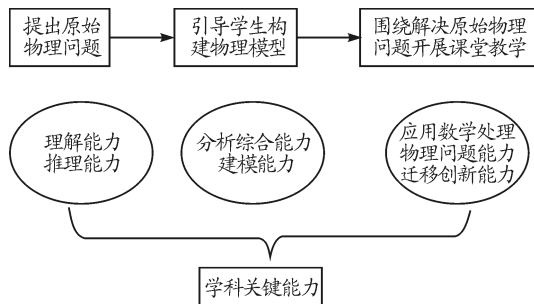 提出原始
物理问题
引导学生构
建物理模型
围绕解决原始物理
问题开展课堂教学
理解能力
推理能力
分析综合能力
建模能力
应用数学处理
物理问题能力
迁移创新能力
学科关键能力